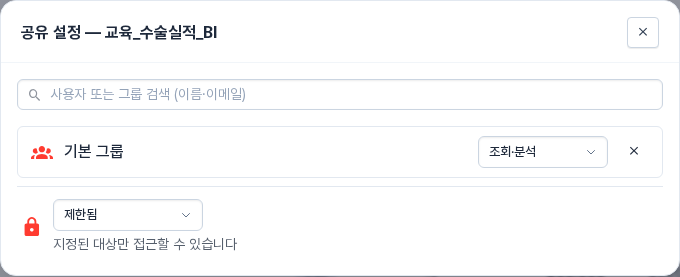 공유 설정 — 교육_수술실적_BI
사용자 또는 그룹 검색 (이름·이메일)
기본 그룹
조회·분석
제한됨
지정된 대상만 접근할 수 있습니다